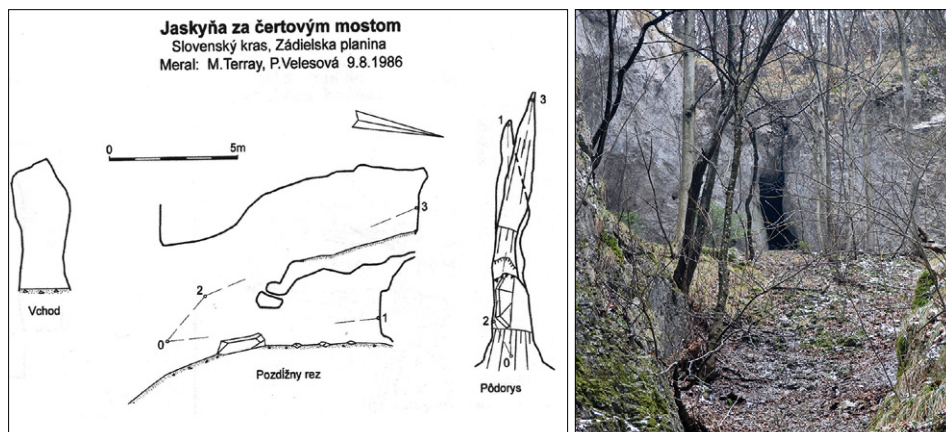 Jaskyňa za čertovým mostom
Slovenský kras, Zádielska planina
Meral: M.Terray, P.Velesová 9.8.1986
0 5m
Vchod
0
2
3
1
Pozdĺžny rez
1
3
2
0
Pôdorys